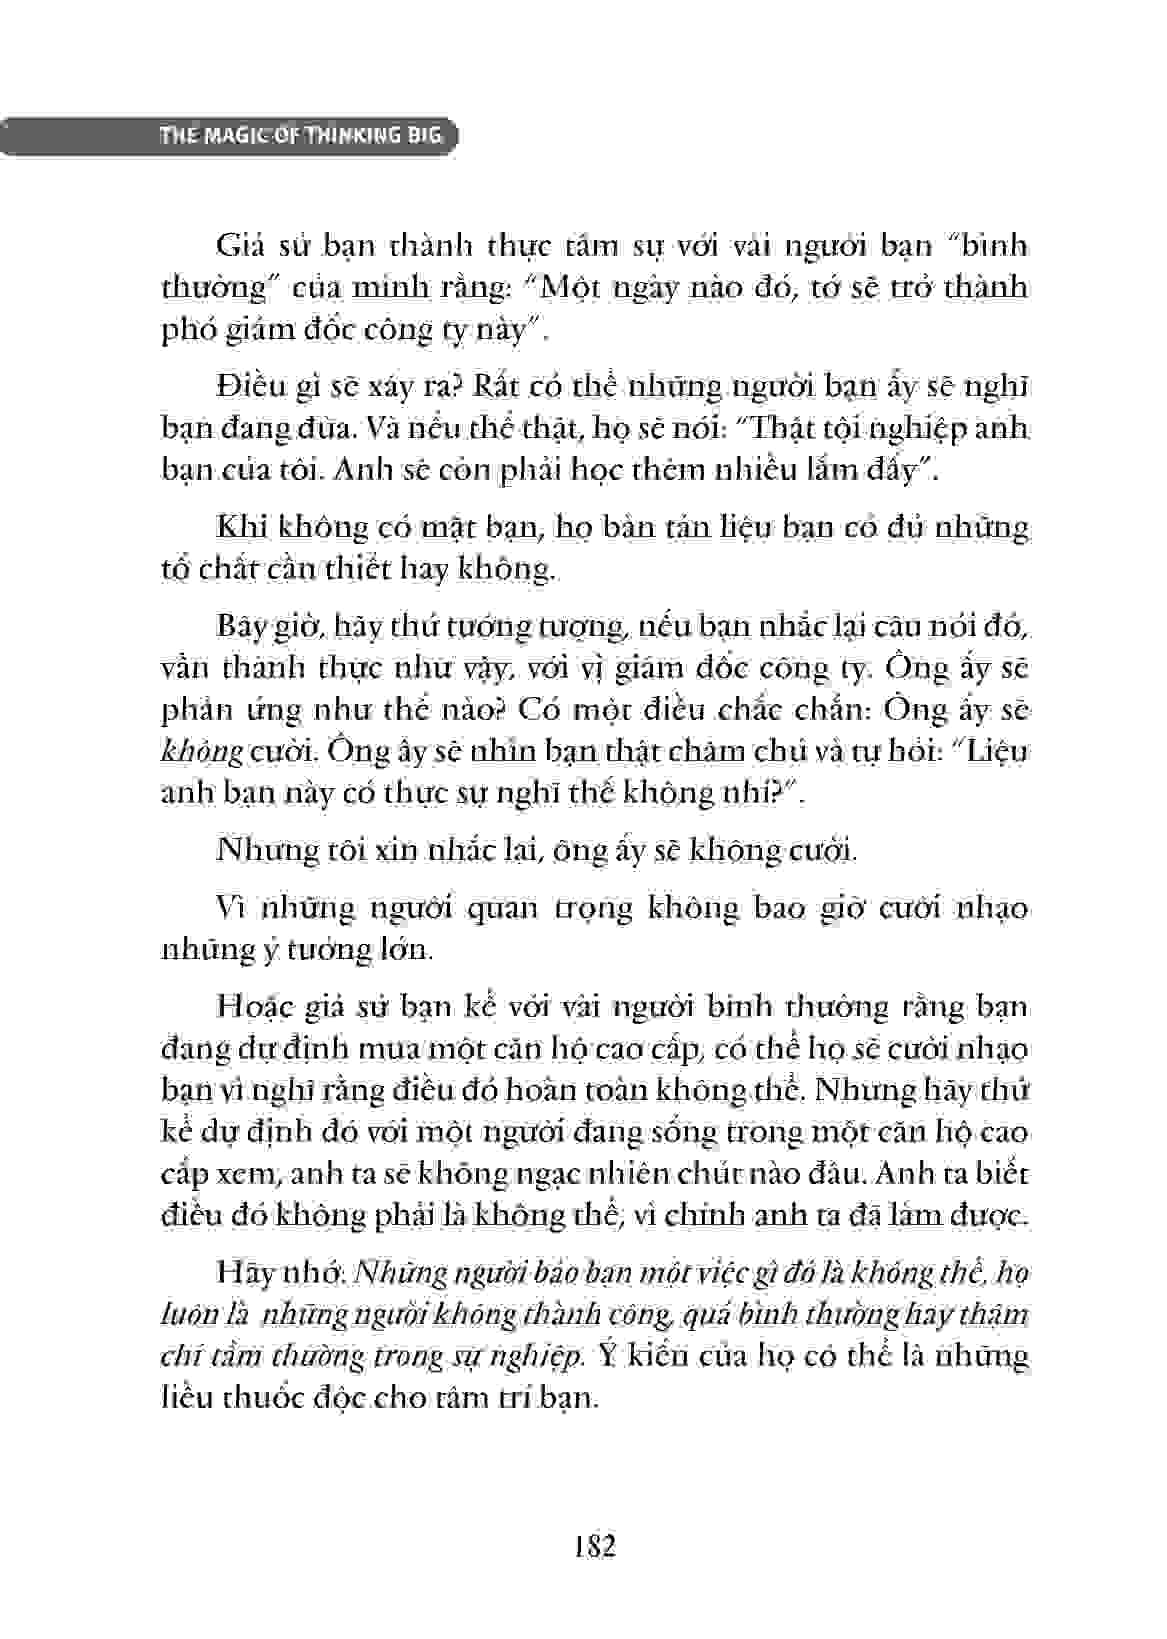 THE MAGIC OF THINKING BIG
Giả sử bạn thành thực tâm sự với vài người bạn “bình
thường” của mình rằng: “Một ngày nào đó, tớ sẽ trở thành
phó giám đốc công ty này”.
Điều gì sẽ xảy ra? Rất có thể những người bạn ấy sẽ nghĩ
bạn đang đùa. Và nếu thế thật, họ sẽ nói: “Thật tội nghiệp anh
bạn của tôi. Anh sẽ còn phải học thêm nhiều lắm đấy”.
Khi không có mặt bạn, họ bàn tán liệu bạn có đủ những
tố chất cần thiết hay không.
Bây giờ, hãy thử tưởng tượng, nếu bạn nhắc lại câu nói đó,
vẫn thành thực như vậy, với vị giám đốc công ty. Ông ấy sẽ
phản ứng như thế nào? Có một điều chắc chắn: Ông ấy sẽ
không cười. Ông ấy sẽ nhìn bạn thật chăm chú và tự hỏi: “Liệu
anh bạn này có thực sự nghĩ thế không nhỉ?”.
Nhưng tôi xin nhắc lại, ông ấy sẽ không cười.
Vì những người quan trọng không bao giờ cười nhạo
những ý tưởng lớn.
Hoặc giả sử bạn kể với vài người bình thường rằng bạn
đang dự định mua một căn hộ cao cấp, có thể họ sẽ cười nhạo
bạn vì nghĩ rằng điều đó hoàn toàn không thể. Nhưng hãy thử
kể dự định đó với một người đang sống trong một căn hộ cao
cấp xem, anh ta sẽ không ngạc nhiên chút nào đâu. Anh ta biết
điều đó không phải là không thể, vì chính anh ta đã làm được.
Hãy nhớ: Những người bảo bạn một việc gì đó là không thể, họ
luôn là những người không thành công, quá bình thường hay thậm
chí tầm thường trong sự nghiệp. Ý kiến của họ có thể là những
liều thuốc độc cho tâm trí bạn.
182